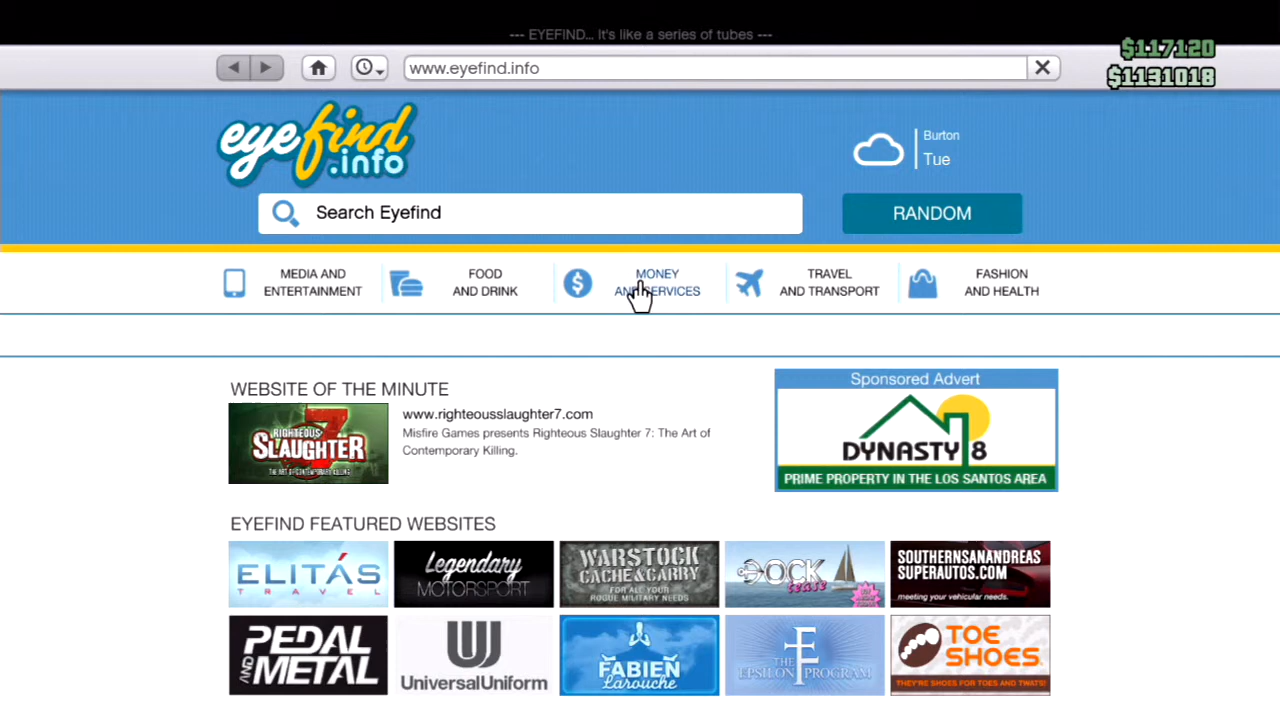 --- EYEFIND... It's like a series of tubes ---
$117120
$1131018
www.eyefind.info
eyefind
.info
Burton
Tue
Search Eyefind
RANDOM
MEDIA AND
ENTERTAINMENT
FOOD
AND DRINK
MONEY
AND SERVICES
TRAVEL
AND TRANSPORT
FASHION
AND HEALTH
WEBSITE OF THE MINUTE
RIGHTEOUS
SLAUGHTER
7
THE ART OF CONTEMPORARY KILLING
www.righteousslaughter7.com
Misfire Games presents Righteous Slaughter 7: The Art of
Contemporary Killing.
Sponsored Advert
DYNASTY 8
PRIME PROPERTY IN THE LOS SANTOS AREA
EYEFIND FEATURED WEBSITES
ELITÁS
TRAVEL
Legendary
MOTORSPORT
WARSTOCK
CACHE & CARRY
FOR ALL YOUR
ROGUE MILITARY NEEDS
DOCK
tease
SOUTHERNSANANDREAS
SUPERAUTOS.COM
meeting your vehicular needs.
PEDAL
AND METAL
UniversalUniform
FABIEN
Larouche
THE
EPSILON PROGRAM
TOE
SHOES
THEY'RE SHOES FOR TOES AND TWATS!